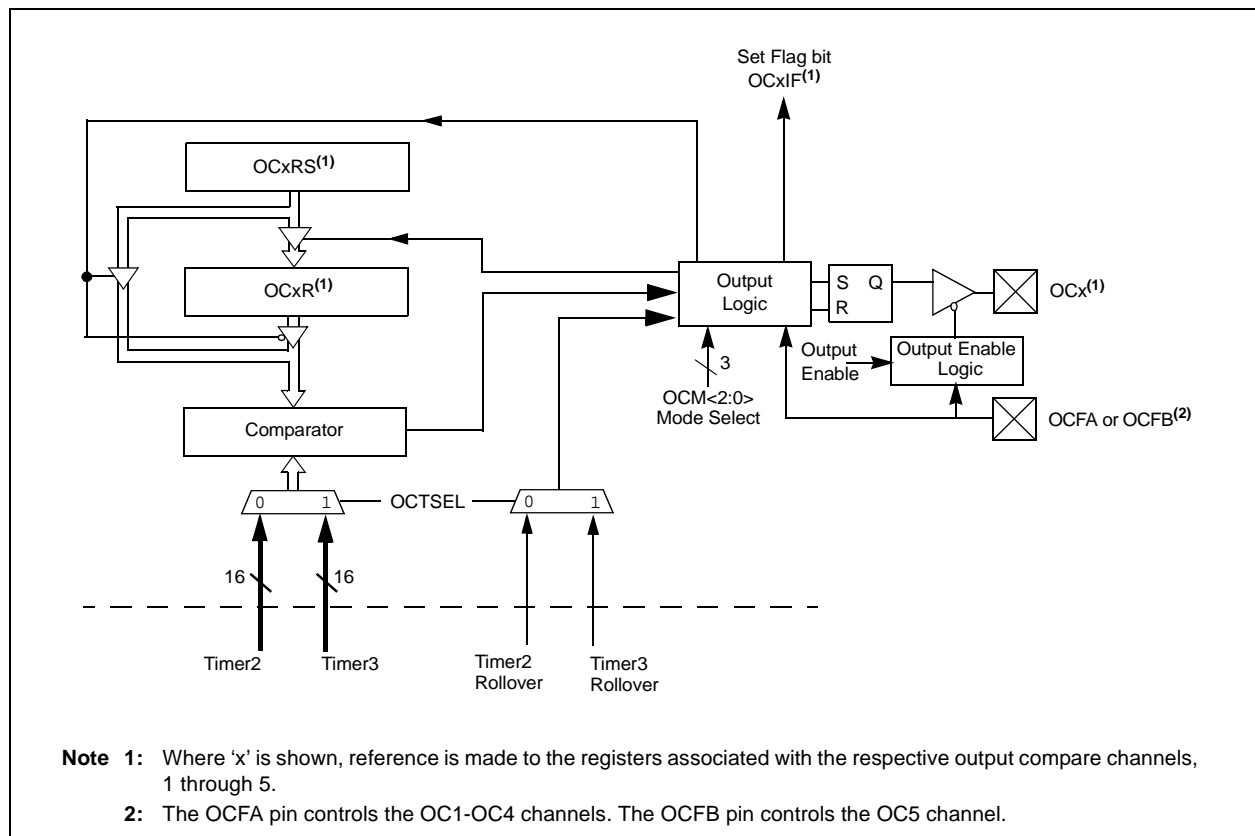 Set Flag bit
OCxIF(1)
OCxRS(1)
OCxR(1)
Output
Logic
S Q
R
OCx(1)
Output
Enable
Output Enable
Logic
3
OCM<2:0>
Mode Select
Comparator
OCFA or OCFB(2)
0 1
OCTSEL
0 1
16
16
Timer2
Timer3
Timer2
Rollover
Timer3
Rollover
Note 1: Where ‘x’ is shown, reference is made to the registers associated with the respective output compare channels,
1 through 5.
2: The OCFA pin controls the OC1-OC4 channels. The OCFB pin controls the OC5 channel.